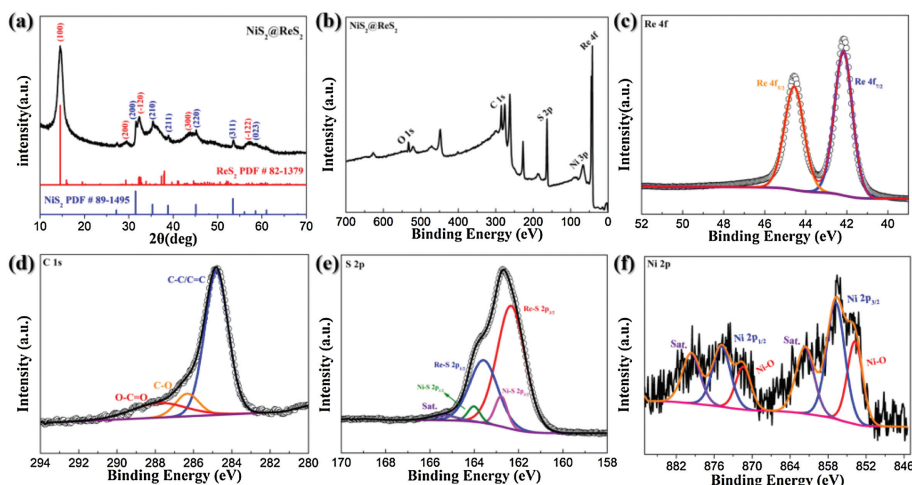 (a)
NiS₂@ReS₂
intensity(a.u.)
(100)
(200)
(200)
(-120)
(210)
(211)
(300)
(220)
(311)
(-122)
(023)
ReS₂ PDF # 82-1379
NiS₂ PDF # 89-1495
10 20 30 40 50 60 70
2θ(deg)
(b)
NiS₂@ReS₂
Intensity (a.u.)
O 1s
C 1s
S 2p
Ni 3p
Re 4f
700 600 500 400 300 200 100 0
Binding Energy (eV)
(c)
Re 4f
Intensity (a.u.)
Re 4f₅/₂
Re 4f₇/₂
52 50 48 46 44 42 40
Binding Energy (eV)
(d)
C 1s
Intensity (a.u.)
C-C/C=C
C-O
O-C=O
294 292 290 288 286 284 282 280
Binding Energy (eV)
(e)
S 2p
Intensity (a.u.)
Re-S 2p₃/₂
Re-S 2p₁/₂
Ni-S 2p
Ni-S 2p
Sat.
170 168 166 164 162 160 158
Binding Energy (eV)
(f)
Ni 2p
Intensity (a.u.)
Ni 2p₃/₂
Ni 2p₁/₂
Sat.
Sat.
Ni-O
Ni-O
882 876 870 864 858 852 846
Binding Energy (eV)